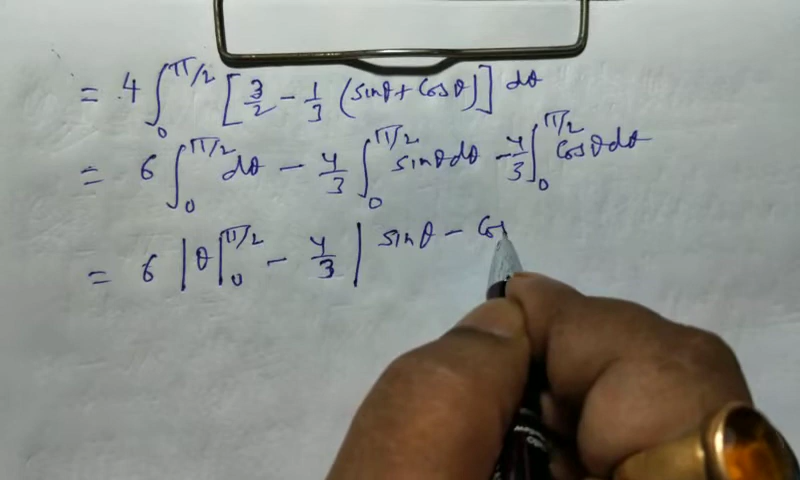 = 4 ∫₀^π/2 [3/2 − 1/3 (sinθ + cosθ)] dθ
= 6 ∫₀^π/2 dθ − 4/3 ∫₀^π/2 sinθ dθ − 4/3 ∫₀^π/2 cosθ dθ
= 6 |θ|₀^π/2 − 4/3 | sinθ − cos